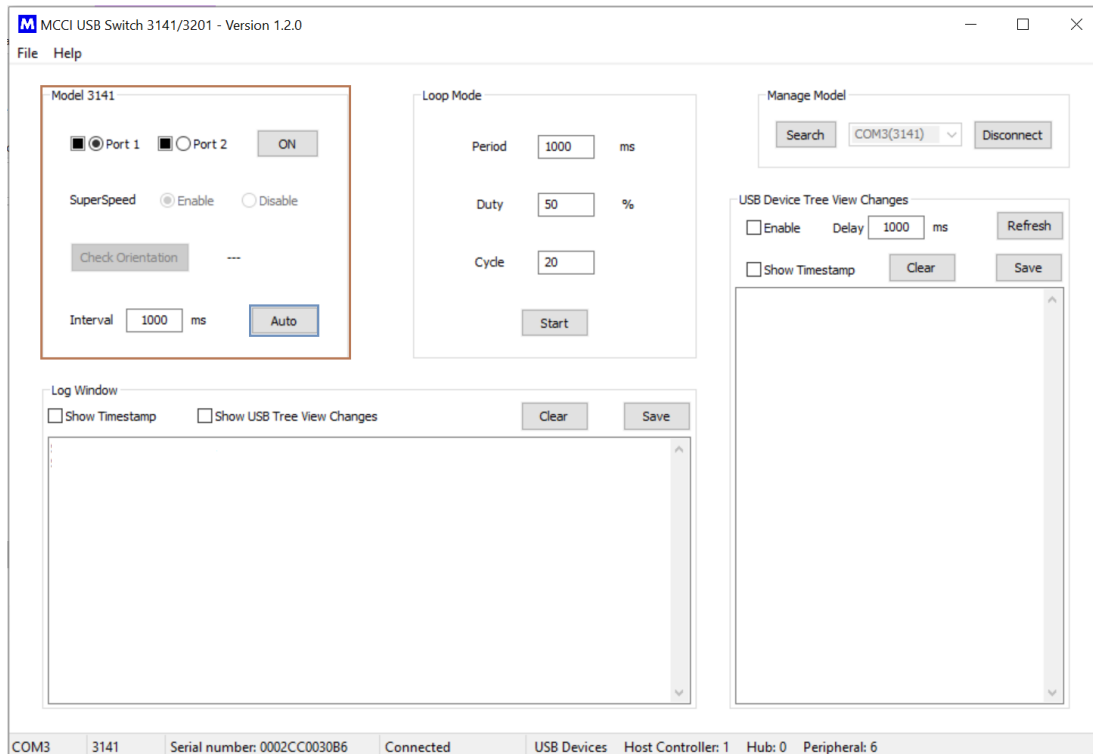 MCCI USB Switch 3141/3201 - Version 1.2.0
File Help
Model 3141
Port 1 Port 2 ON
SuperSpeed Enable Disable
Check Orientation ---
Interval 1000 ms Auto
Loop Mode
Period 1000 ms
Duty 50 %
Cycle 20
Start
Manage Model
Search COM3(3141) Disconnect
USB Device Tree View Changes
Enable Delay 1000 ms Refresh
Show Timestamp Clear Save
Log Window
Show Timestamp Show USB Tree View Changes Clear Save
COM3 3141 Serial number: 0002CC0030B6 Connected USB Devices Host Controller: 1 Hub: 0 Peripheral: 6